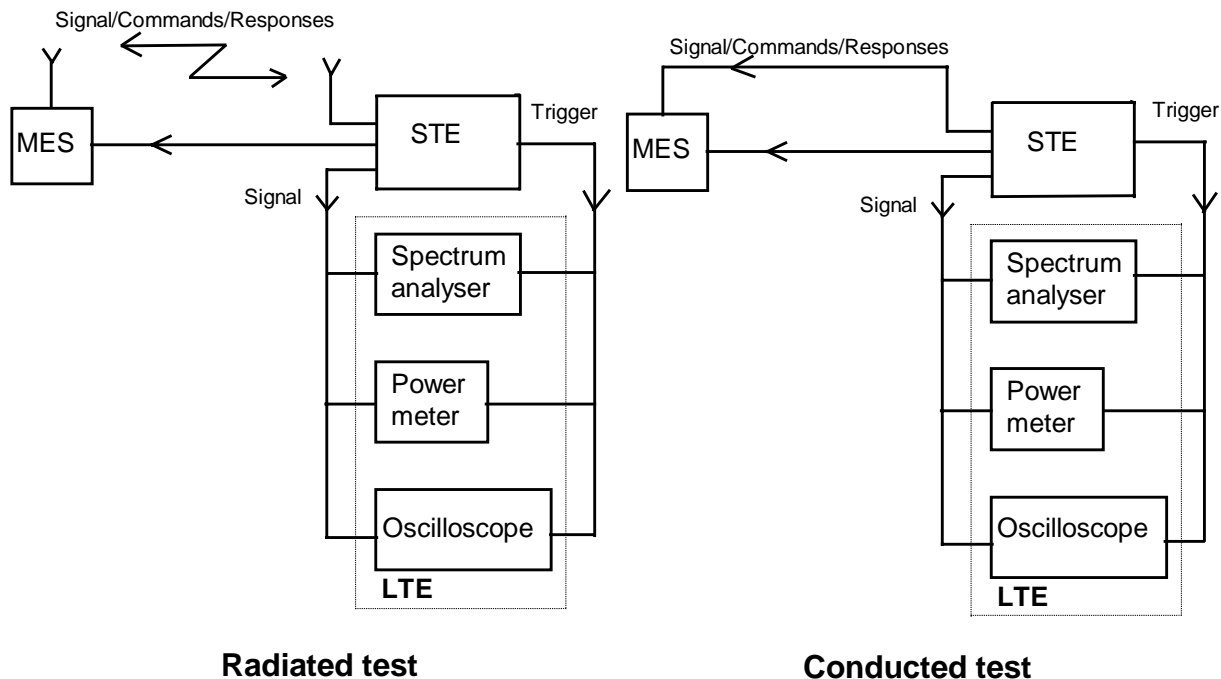 Signal/Commands/Responses
MES
STE
Trigger
Signal
Spectrum
analyser
Power
meter
Oscilloscope
LTE
Radiated test
Signal/Commands/Responses
MES
STE
Trigger
Signal
Spectrum
analyser
Power
meter
Oscilloscope
LTE
Conducted test